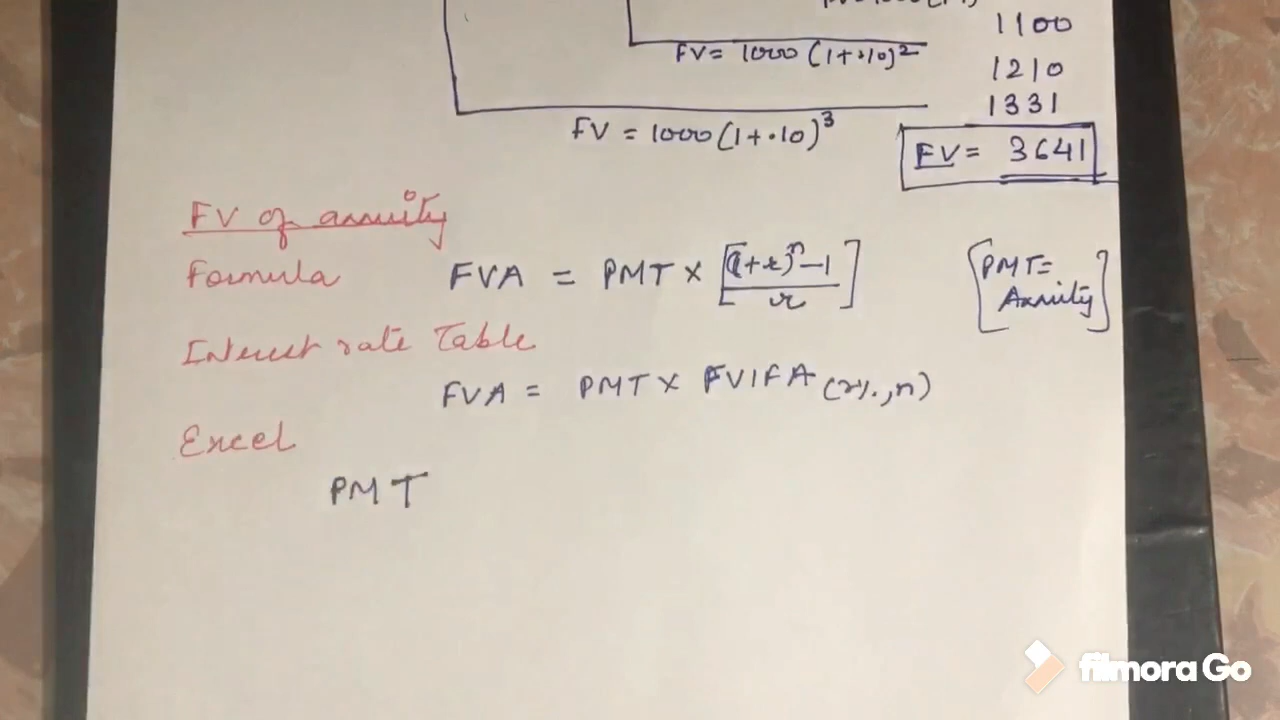 1100
FV = 1000 (1+.10)²
1210
1331
FV = 1000 (1+.10)³
FV = 3641
FV of annuity
Formula FVA = PMT × [(1+r)ⁿ-1 / r] [PMT = Annuity]
Interest rate Table
FVA = PMT × FVIFA (r%, n)
Excel
PMT
filmora Go